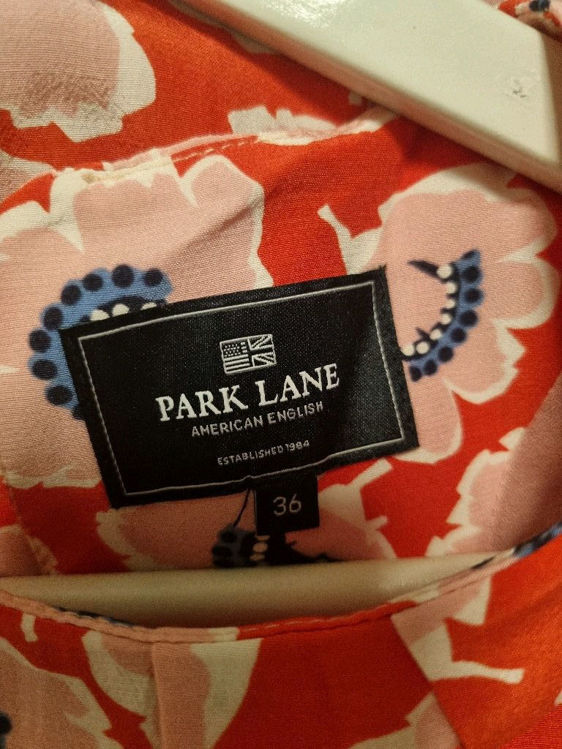 PARK LANE
AMERICAN ENGLISH
ESTABLISHED 1984
36